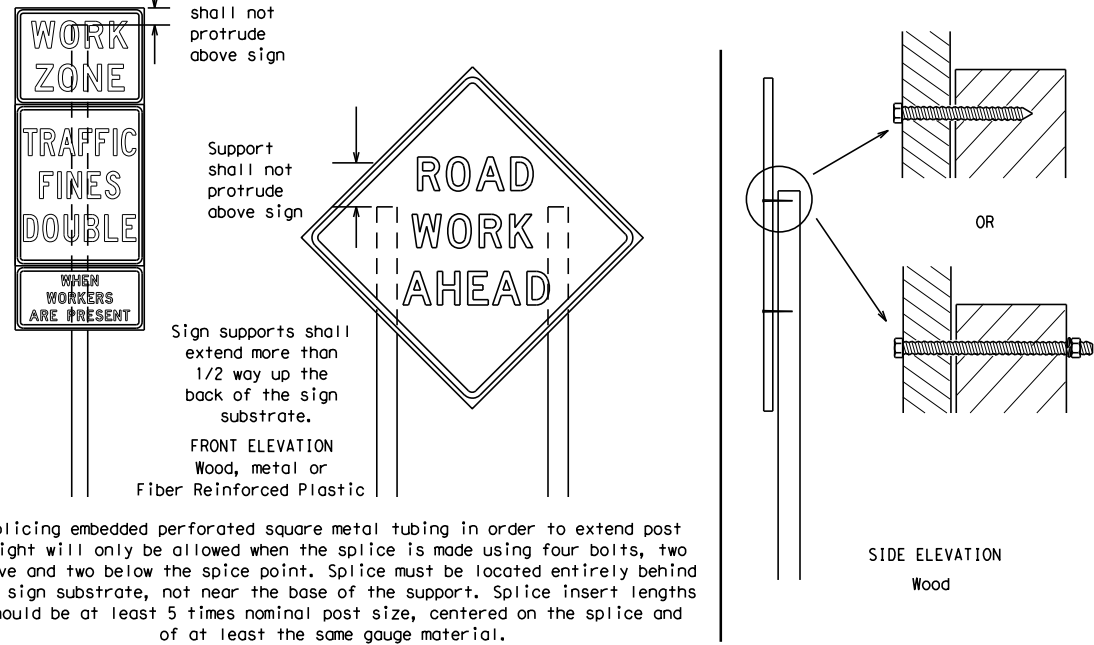 shall not
protrude
above sign
WORK
ZONE
TRAFFIC
FINES
DOUBLE
WHEN
WORKERS
ARE PRESENT
Support
shall not
protrude
above sign
ROAD
WORK
AHEAD
Sign supports shall
extend more than
1/2 way up the
back of the sign
substrate.
FRONT ELEVATION
Wood, metal or
Fiber Reinforced Plastic
plicing embedded perforated square metal tubing in order to extend post
ight will only be allowed when the splice is made using four bolts, two
ve and two below the spice point. Splice must be located entirely behind
sign substrate, not near the base of the support. Splice insert lengths
hould be at least 5 times nominal post size, centered on the splice and
of at least the same gauge material.
OR
SIDE ELEVATION
Wood